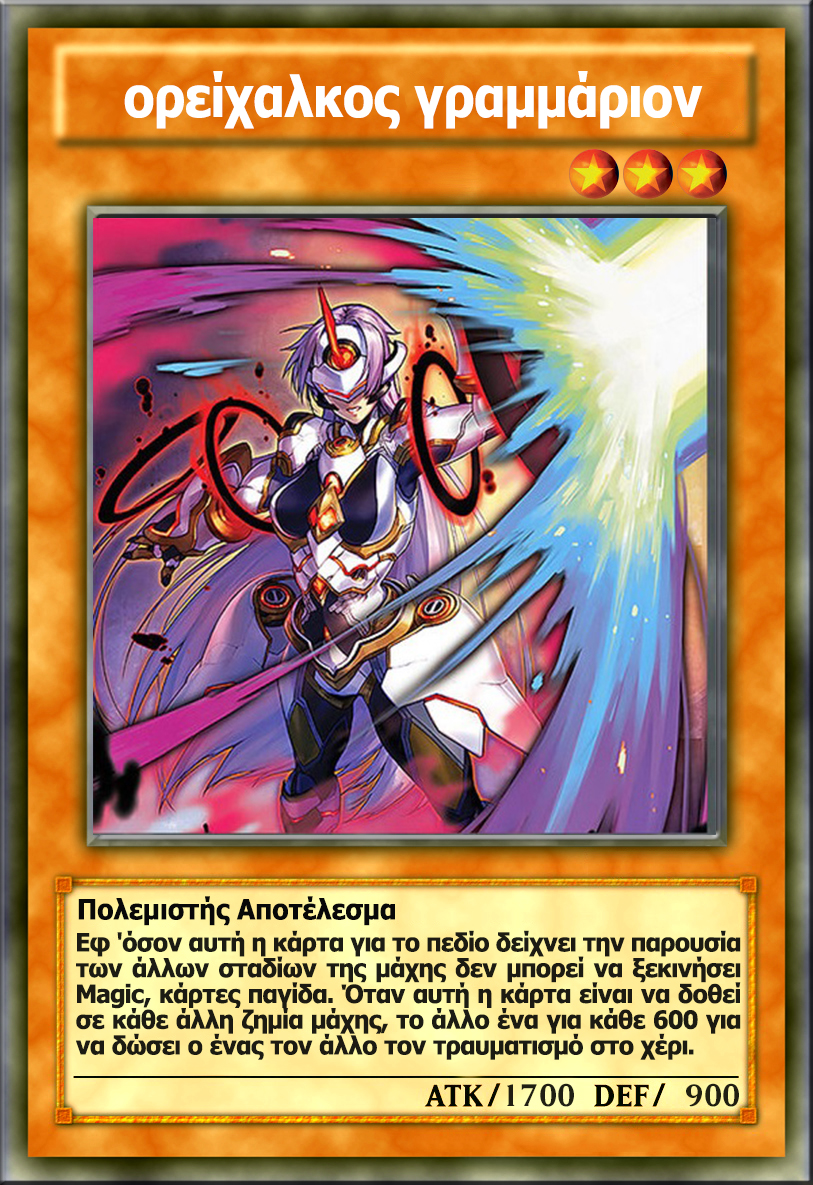 ορείχαλκος γραμμάριον
Πολεμιστής Αποτέλεσμα
Εφ 'όσον αυτή η κάρτα για το πεδίο δείχνει την παρουσία
των άλλων σταδίων της μάχης δεν μπορεί να ξεκινήσει
Magic, κάρτες παγίδα. Όταν αυτή η κάρτα είναι να δοθεί
σε κάθε άλλη ζημία μάχης, το άλλο ένα για κάθε 600 για
να δώσει ο ένας τον άλλο τον τραυματισμό στο χέρι.
ATK/1700 DEF/ 900